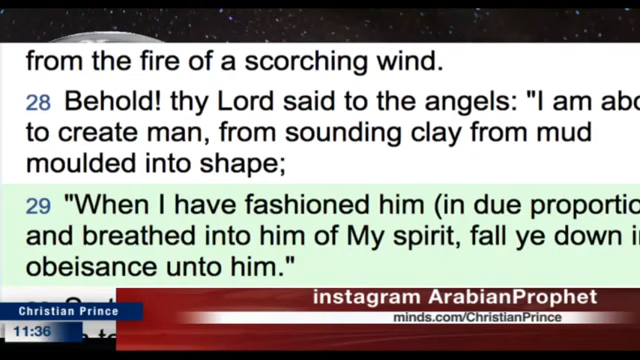 from the fire of a scorching wind.
28 Behold! thy Lord said to the angels: "I am abo
to create man, from sounding clay from mud
moulded into shape;
29 "When I have fashioned him (in due proportio
and breathed into him of My spirit, fall ye down in
obeisance unto him."
instagram ArabianProphet
Christian Prince
minds.com/ChristianPrince
11:36